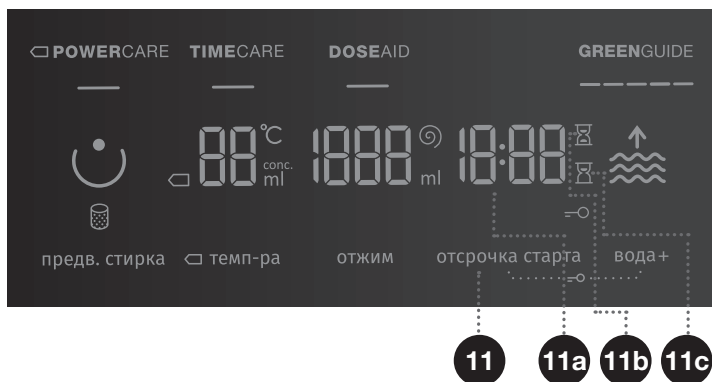 POWERCARE TIMECARE DOSEAID GREENGUIDE
88 °C conc. ml 1888 ml 18:88
предв. стирка темп-ра отжим отсрочка старта вода+
11 11a 11b 11c